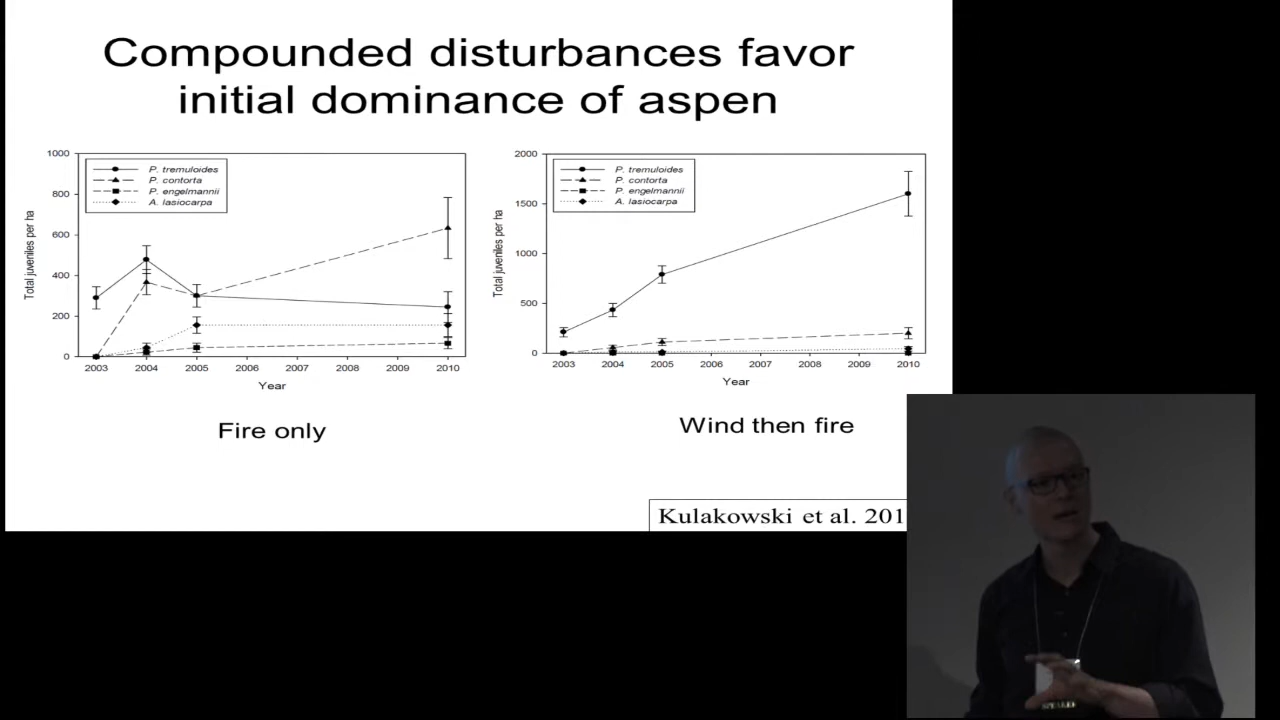 Compounded disturbances favor
initial dominance of aspen
1000
800
600
400
200
0
Total juveniles per ha
P. tremuloides
P. contorta
P. engelmannii
A. lasiocarpa
2003 2004 2005 2006 2007 2008 2009 2010
Year
Fire only
2000
1500
1000
500
0
Total juveniles per ha
P. tremuloides
P. contorta
P. engelmannii
A. lasiocarpa
2003 2004 2005 2006 2007 2008 2009 2010
Year
Wind then fire
Kulakowski et al. 201
SPEAKER